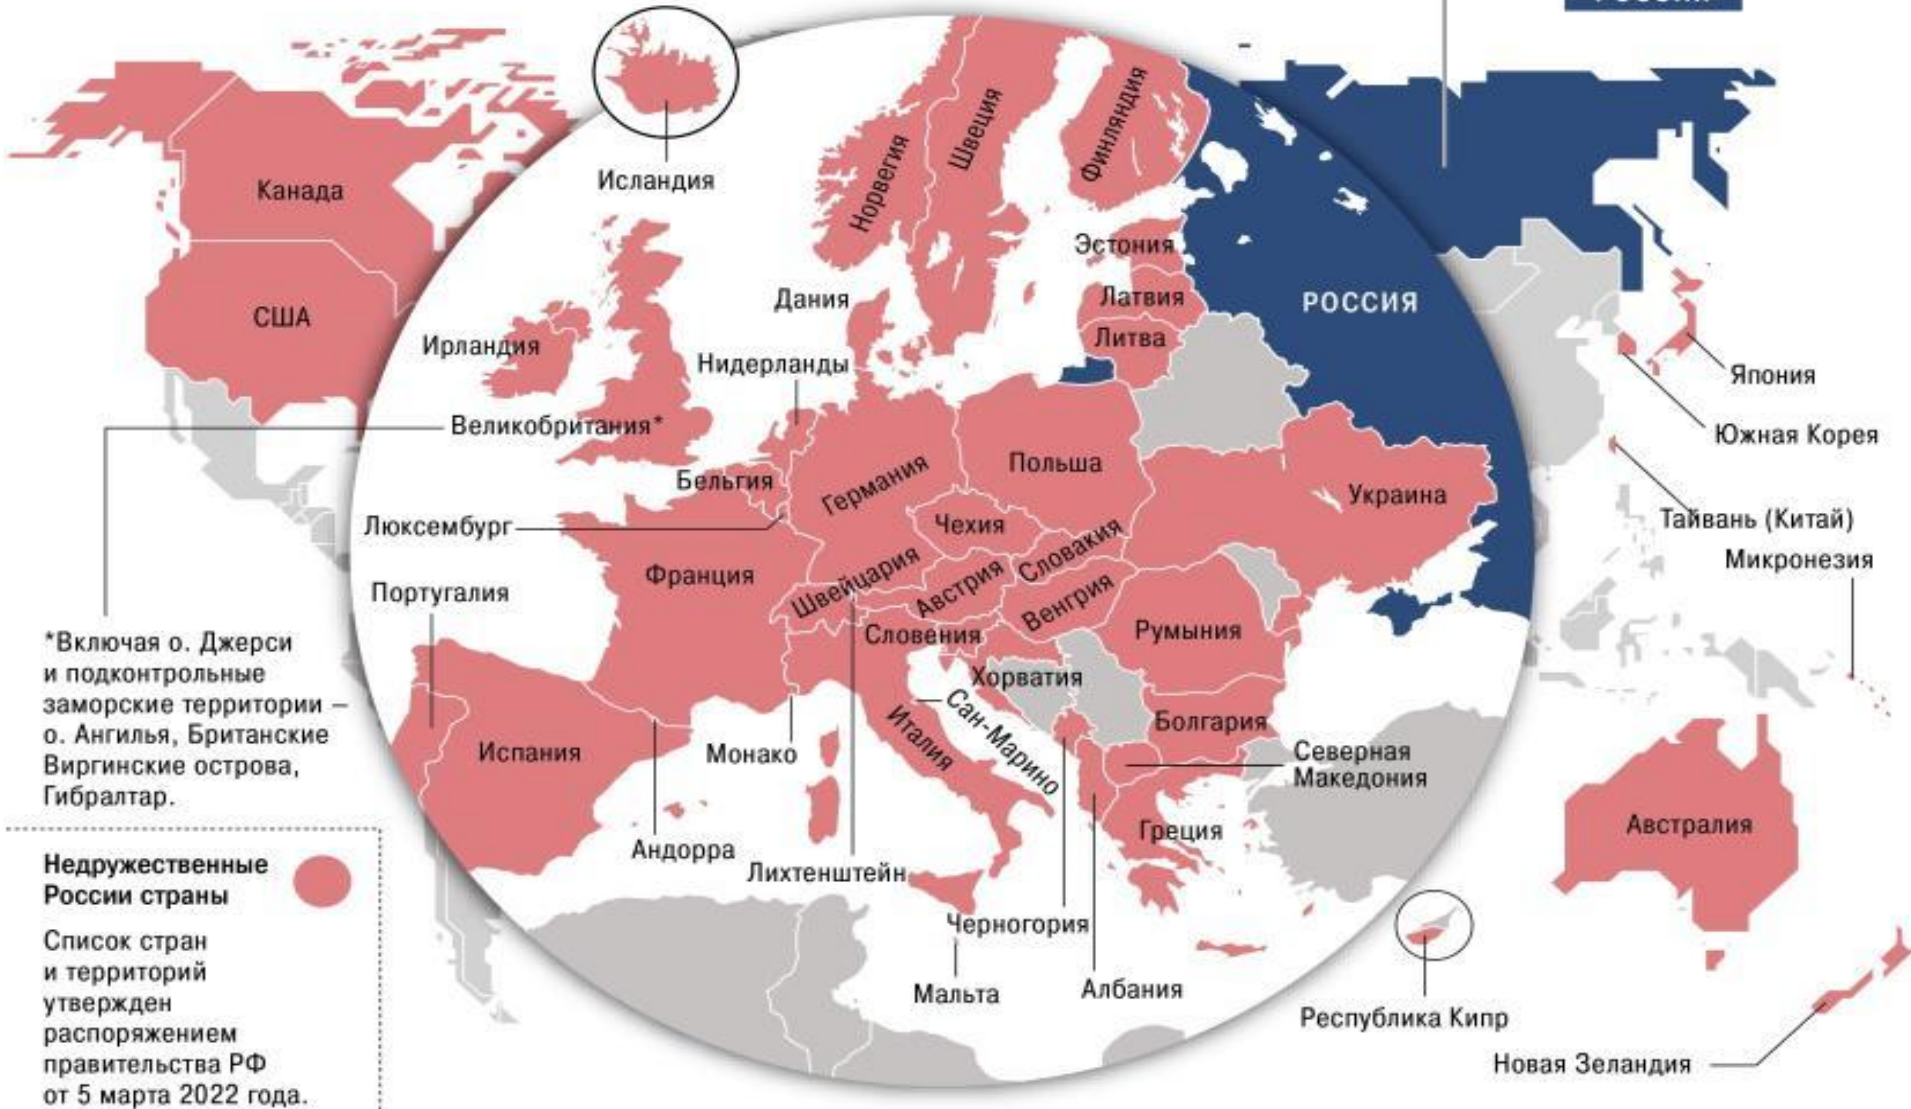 Исландия
Канада
США
Норвегия
Швеция
Финляндия
Эстония
Латвия
Литва
РОССИЯ
Дания
Ирландия
Нидерланды
Великобритания*
Бельгия
Германия
Польша
Украина
Люксембург
Чехия
Словакия
Франция
Швейцария
Австрия
Венгрия
Португалия
Словения
Румыния
Хорватия
Сан-Марино
Италия
Болгария
Испания
Монако
Северная
Македония
Андорра
Лихтенштейн
Греция
Черногория
Мальта
Албания
Республика Кипр
Япония
Южная Корея
Тайвань (Китай)
Микронезия
Австралия
Новая Зеландия
*Включая о. Джерси
и подконтрольные
заморские территории –
о. Ангилья, Британские
Виргинские острова,
Гибралтар.
Недружественные
России страны
Список стран
и территорий
утвержден
распоряжением
правительства РФ
от 5 марта 2022 года.